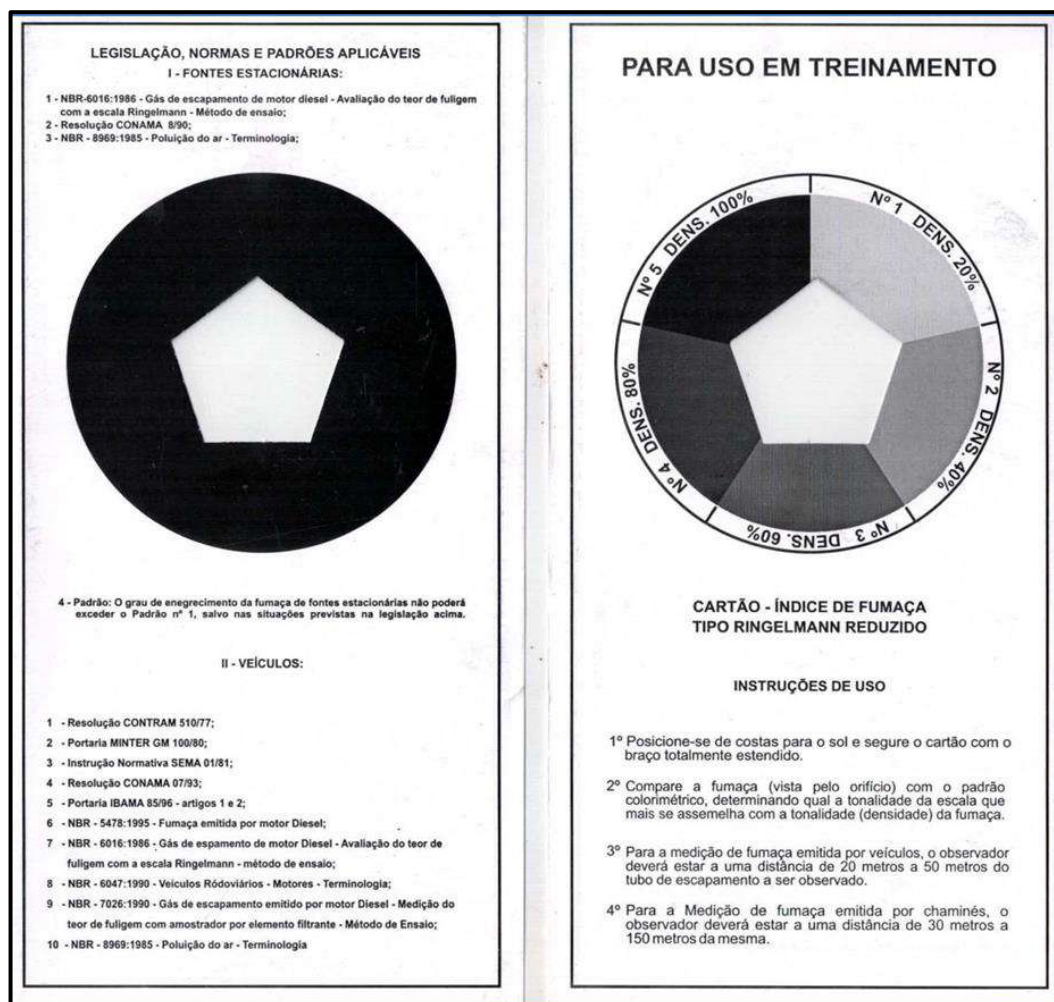 LEGISLAÇÃO, NORMAS E PADRÕES APLICÁVEIS
I - FONTES ESTACIONÁRIAS:
1 - NBR-6016:1986 - Gás de escapamento de motor diesel - Avaliação do teor de fuligem
com a escala Ringelmann - Método de ensaio;
2 - Resolução CONAMA 8/90;
3 - NBR - 8969:1985 - Poluição do ar - Terminologia;
4 - Padrão: O grau de enegrecimento da fumaça de fontes estacionárias não poderá
exceder o Padrão nº 1, salvo nas situações previstas na legislação acima.
II - VEÍCULOS:
1 - Resolução CONTRAM 510/77;
2 - Portaria MINTER GM 100/80;
3 - Instrução Normativa SEMA 01/81;
4 - Resolução CONAMA 07/93;
5 - Portaria IBAMA 85/96 - artigos 1 e 2;
6 - NBR - 5478:1995 - Fumaça emitida por motor Diesel;
7 - NBR - 6016:1986 - Gás de espamento de motor Diesel - Avaliação do teor de
fuligem com a escala Ringelmann - método de ensaio;
8 - NBR - 6047:1990 - Veiculos Ródoviários - Motores - Terminologia;
9 - NBR - 7026:1990 - Gás de escapamento emitido por motor Diesel - Medição do
teor de fuligem com amostrador por elemento filtrante - Método de Ensaio;
10 - NBR - 8969:1985 - Poluição do ar - Terminologia
PARA USO EM TREINAMENTO
Nº 1 DENS. 20%
Nº 2 DENS. 40%
Nº 3 DENS. 60%
Nº 4 DENS. 80%
Nº 5 DENS. 100%
CARTÃO - ÍNDICE DE FUMAÇA
TIPO RINGELMANN REDUZIDO
INSTRUÇÕES DE USO
1º Posicione-se de costas para o sol e segure o cartão com o
braço totalmente estendido.
2º Compare a fumaça (vista pelo orifício) com o padrão
colorimétrico, determinando qual a tonalidade da escala que
mais se assemelha com a tonalidade (densidade) da fumaça.
3º Para a medição de fumaça emitida por veículos, o observador
deverá estar a uma distância de 20 metros a 50 metros do
tubo de escapamento a ser observado.
4º Para a Medição de fumaça emitida por chaminés, o
observador deverá estar a uma distância de 30 metros a
150 metros da mesma.